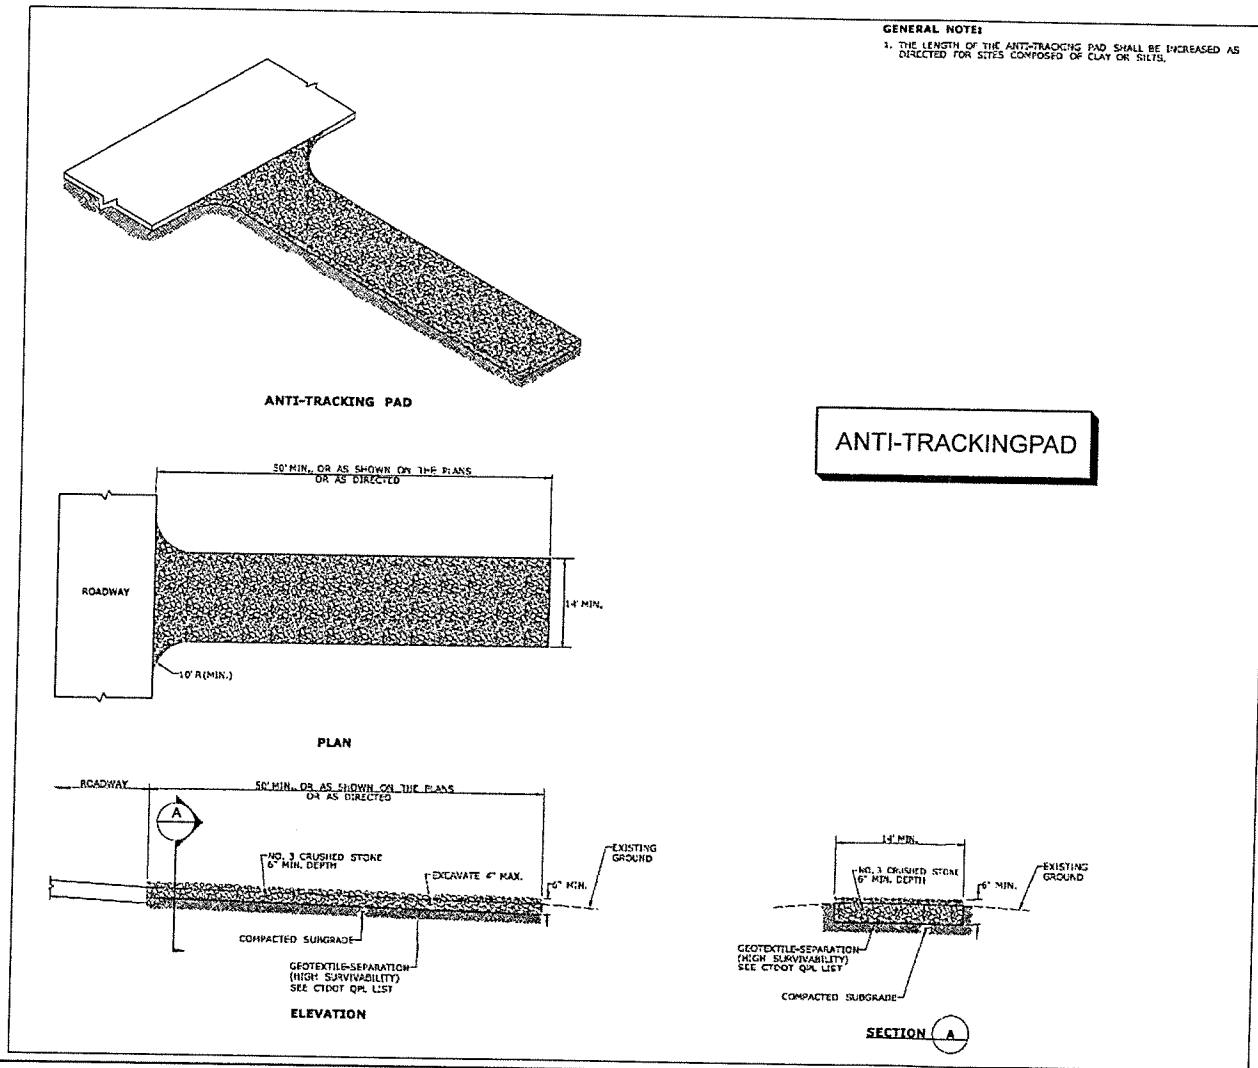 GENERAL NOTE:
1. THE LENGTH OF THE ANTI-TRACKING PAD SHALL BE INCREASED AS
DIRECTED FOR SITES COMPOSED OF CLAY OR SILTS.
ANTI-TRACKING PAD
ANTI-TRACKINGPAD
50' MIN., OR AS SHOWN ON THE PLANS
OR AS DIRECTED
ROADWAY
14' MIN.
10' R(MIN.)
PLAN
ROADWAY
50' MIN., OR AS SHOWN ON THE PLANS
OR AS DIRECTED
A
NO. 3 CRUSHED STONE
6" MIN. DEPTH
EXCAVATE MAX.
6" MIN.
EXISTING
GROUND
COMPACTED SUBGRADE
GEOTEXTILE-SEPARATION
(HIGH SURVIVABILITY)
SEE CTDOT QPL LIST
ELEVATION
14' MIN.
NO. 3 CRUSHED STONE
6" MIN. DEPTH
6" MIN.
EXISTING
GROUND
GEOTEXTILE-SEPARATION
(HIGH SURVIVABILITY)
SEE CTDOT QPL LIST
COMPACTED SUBGRADE
SECTION A